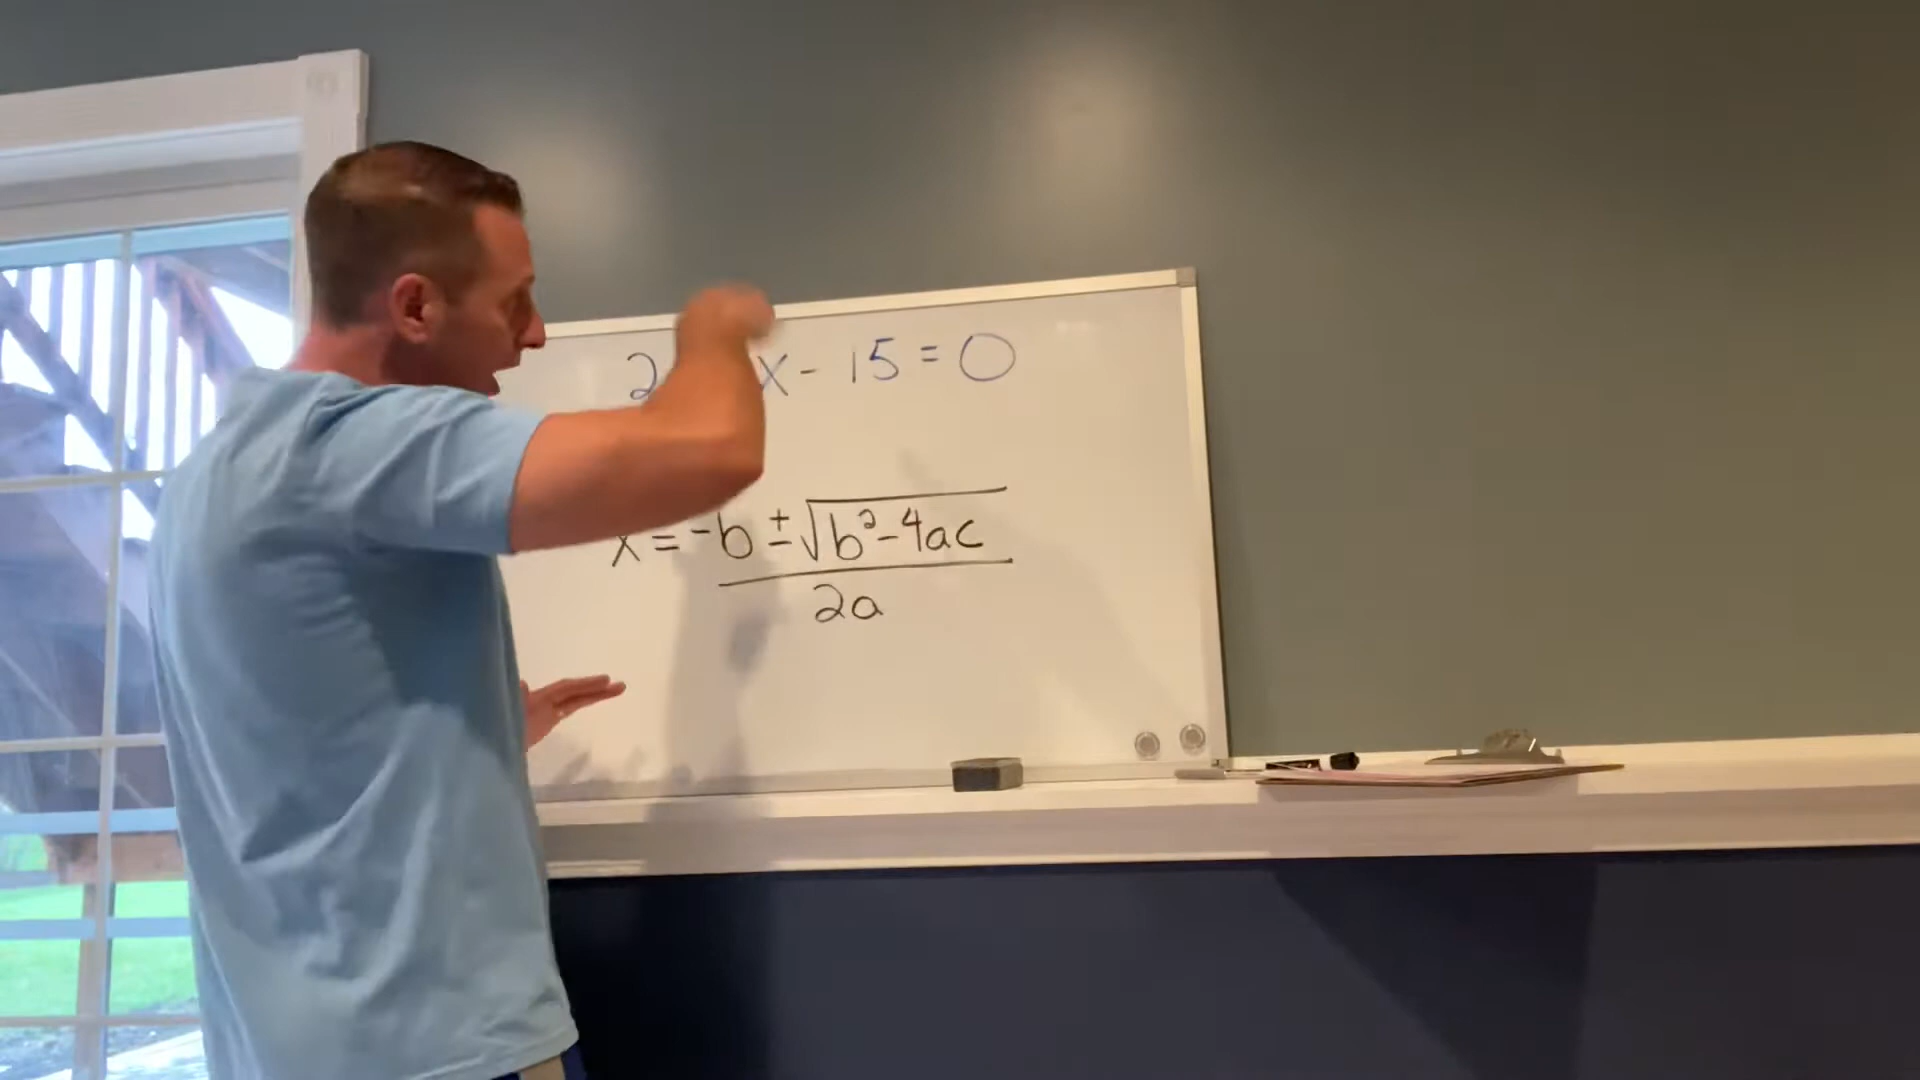 2 x - 15 = 0
x = -b ± √b² - 4ac
2a